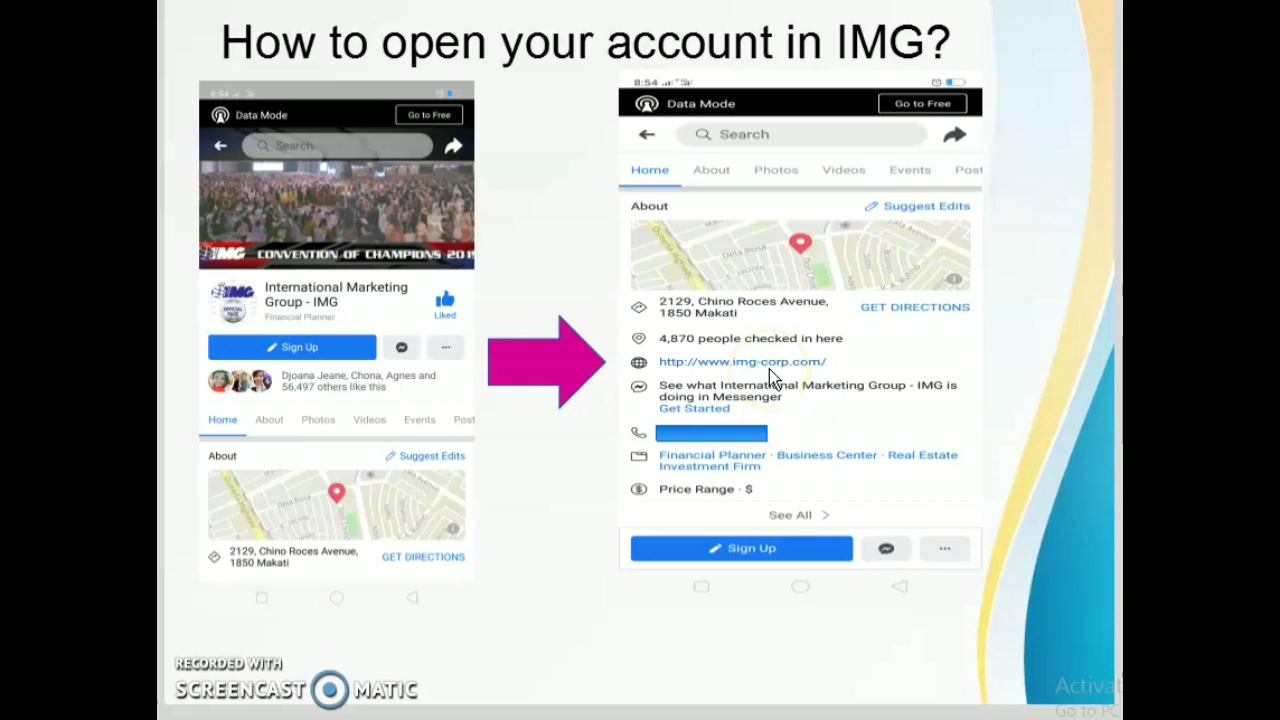 How to open your account in IMG?
8:54
Data Mode
Go to Free
Search
IMG CONVENTION OF CHAMPIONS 201
International Marketing
Group - IMG
Financial Planner
Liked
Sign Up
Djoana Jeane, Chona, Agnes and
56,497 others like this
Home About Photos Videos Events Post
About
Suggest Edits
2129, Chino Roces Avenue,
1850 Makati
GET DIRECTIONS
8:54
Data Mode
Go to Free
Search
Home About Photos Videos Events Post
About
Suggest Edits
Dela Rosa
2129, Chino Roces Avenue,
1850 Makati
GET DIRECTIONS
4,870 people checked in here
http://www.img-corp.com/
See what International Marketing Group - IMG is
doing in Messenger
Get Started
Financial Planner · Business Center · Real Estate
Investment Firm
Price Range · $
See All
Sign Up
RECORDED WITH
SCREENCAST MATIC
Activat
Go to PC